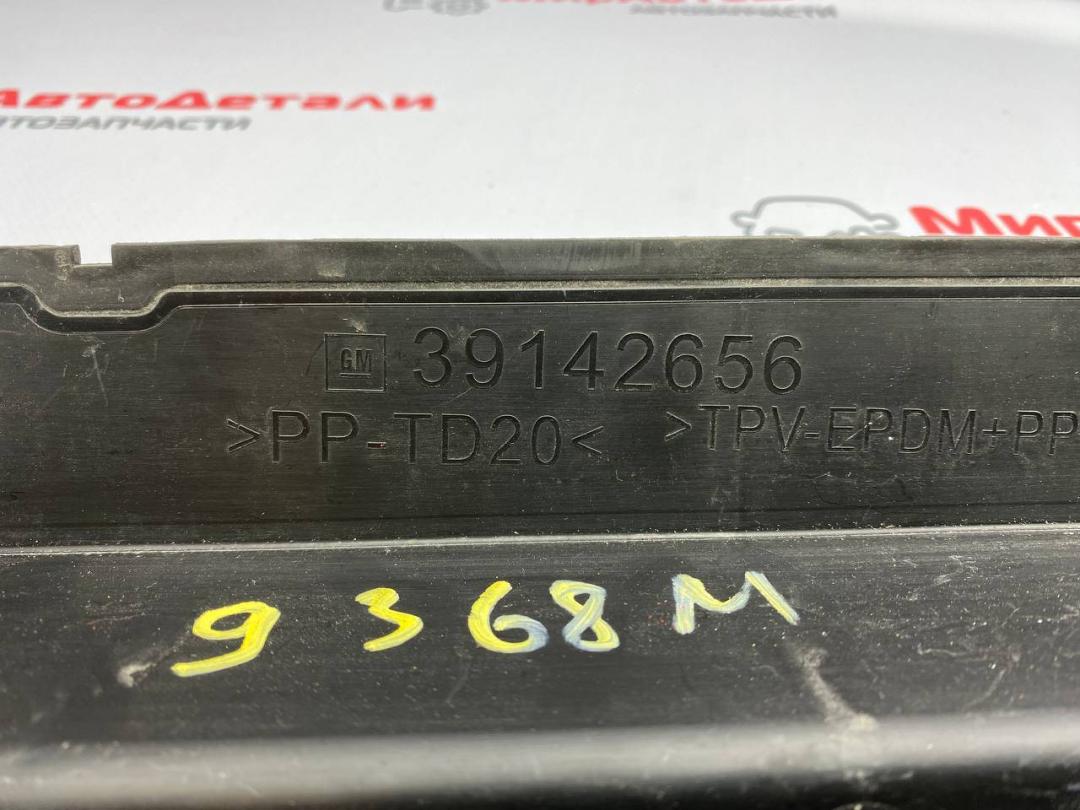 АвтоДетали
АВТОЗАПЧАСТИ
GM 39142656
>PP-TD20< >TPV-EPDM+PP
9368M